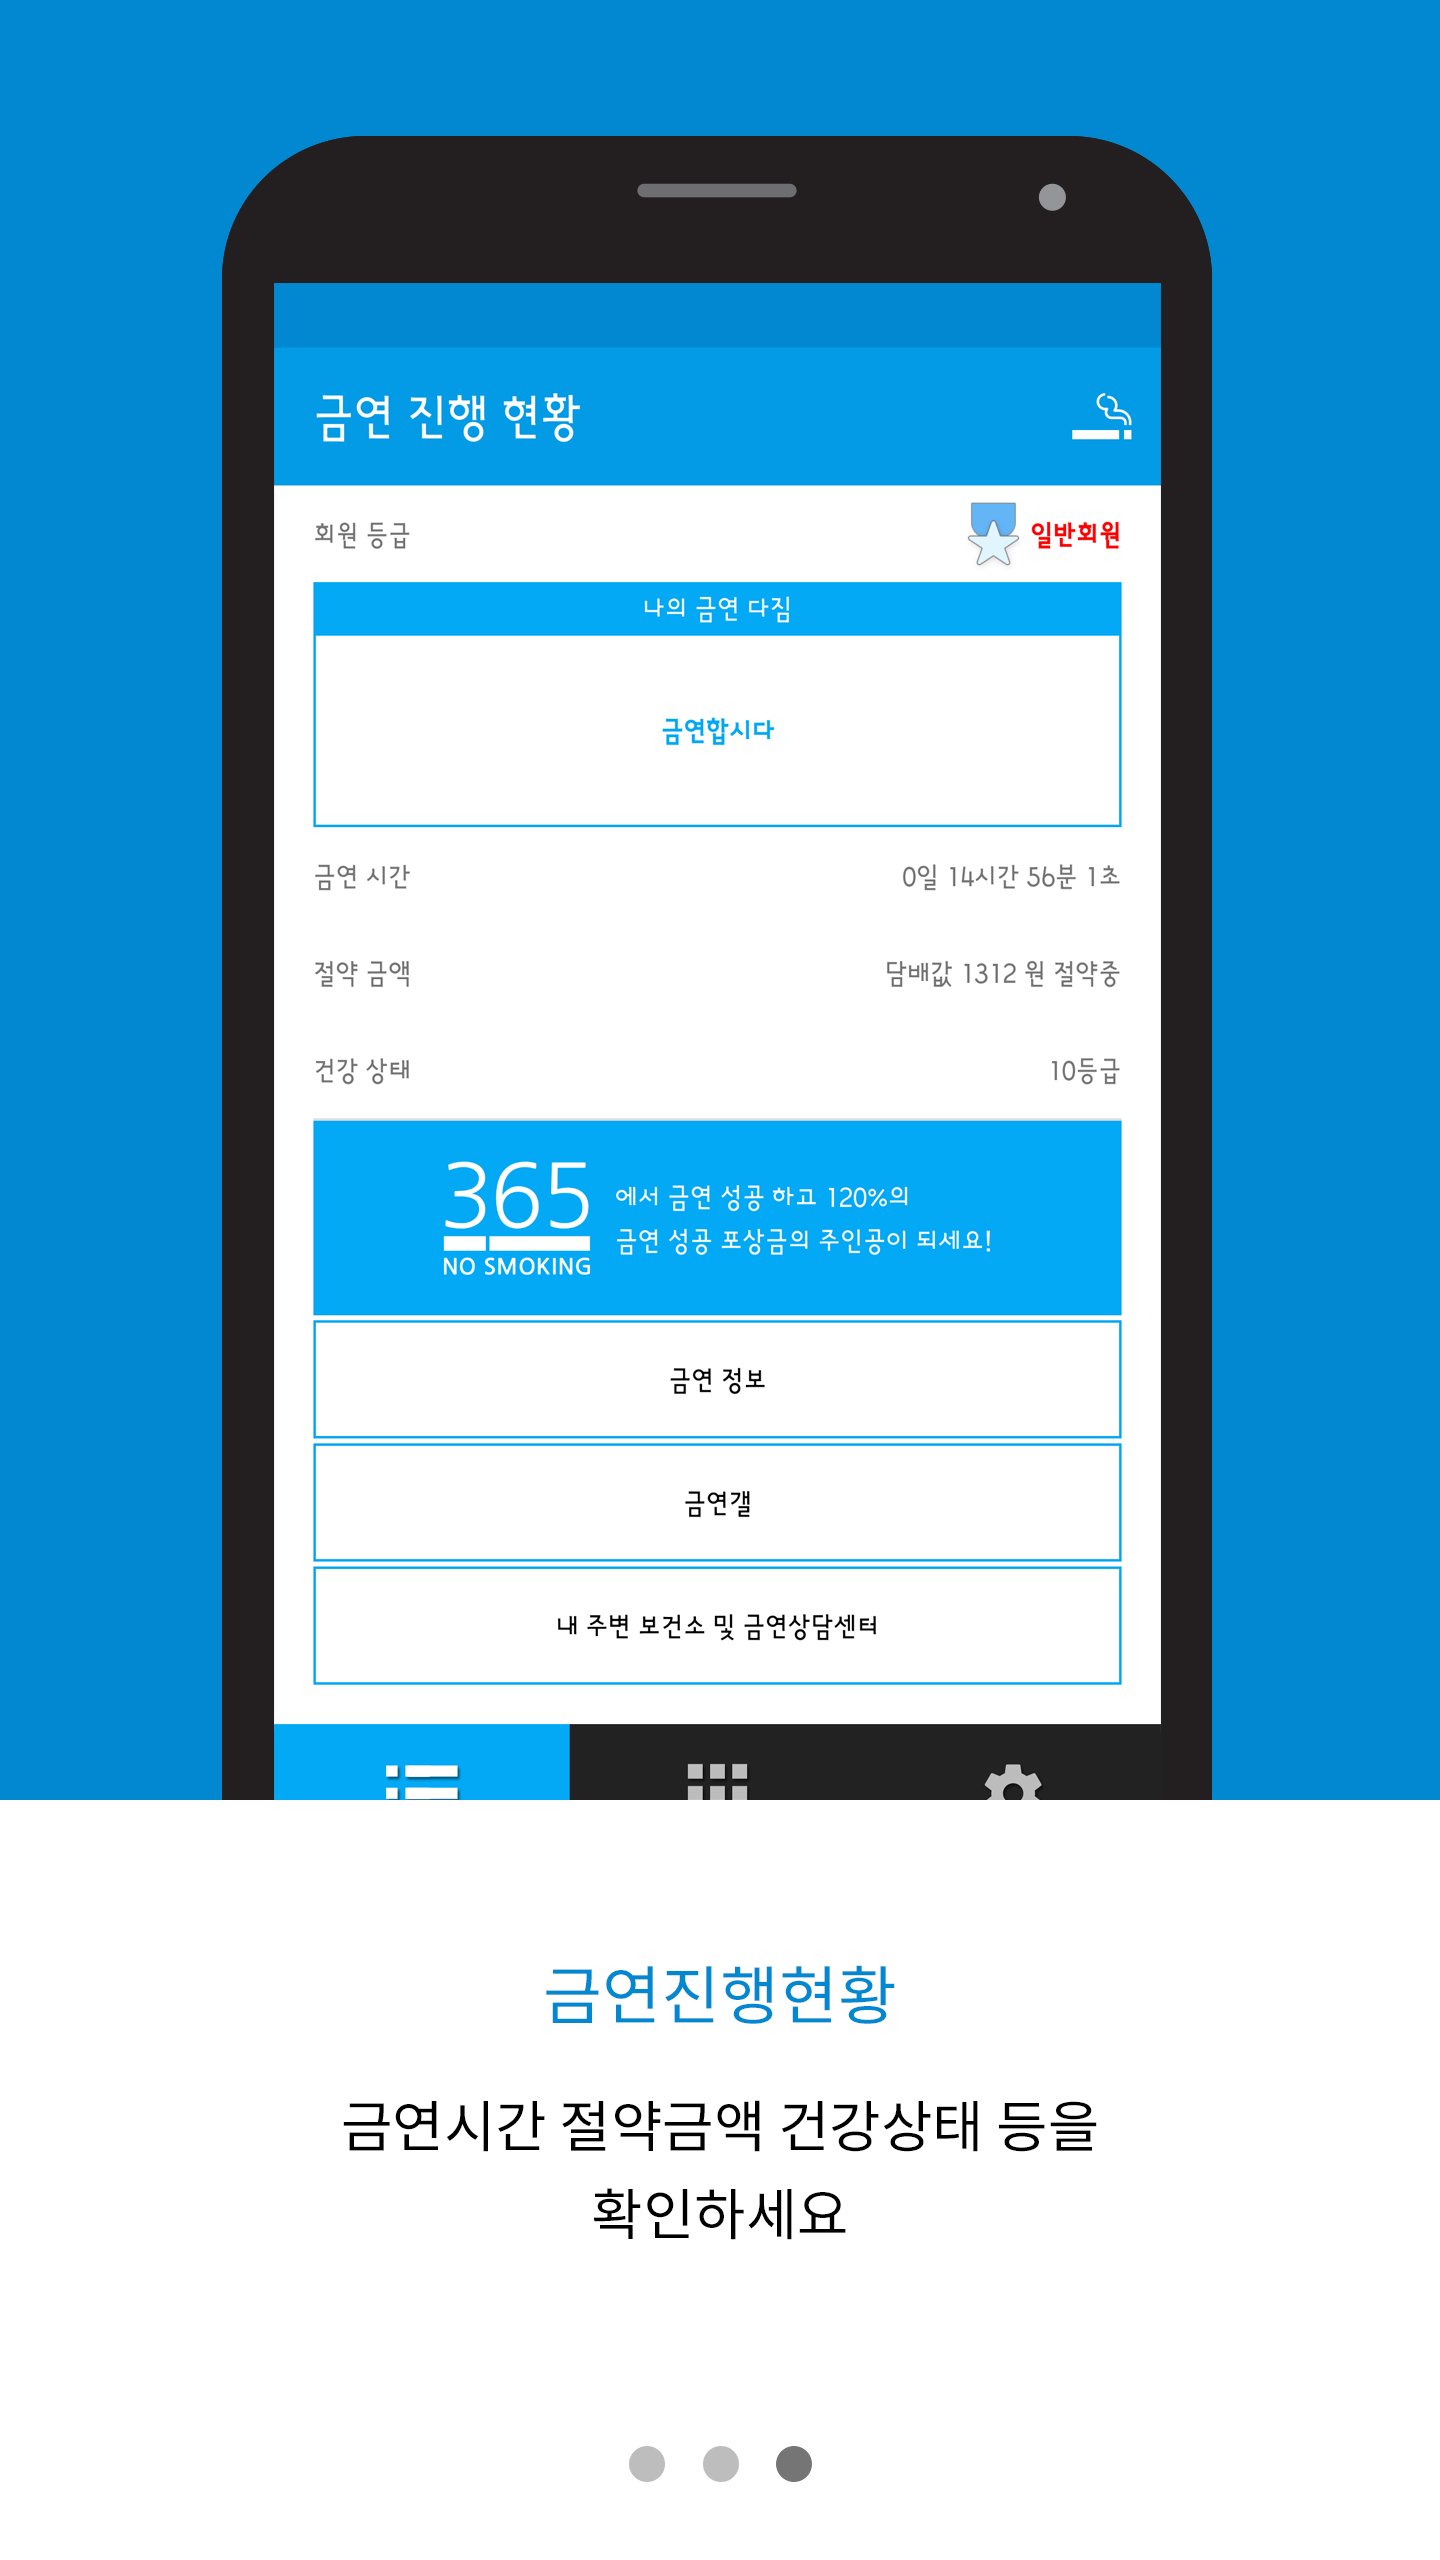 금연 진행 현황
회원 등급
일반회원
나의 금연 다짐
금연합시다
금연 시간
0일 14시간 56분 1초
절약 금액
담배값 1312 원 절약중
건강 상태
10등급
365
NO SMOKING
에서 금연 성공 하고 120%의
금연 성공 포상금의 주인공이 되세요!
금연 정보
금연갤
내 주변 보건소 및 금연상담센터
금연진행현황
금연시간 절약금액 건강상태 등을
확인하세요